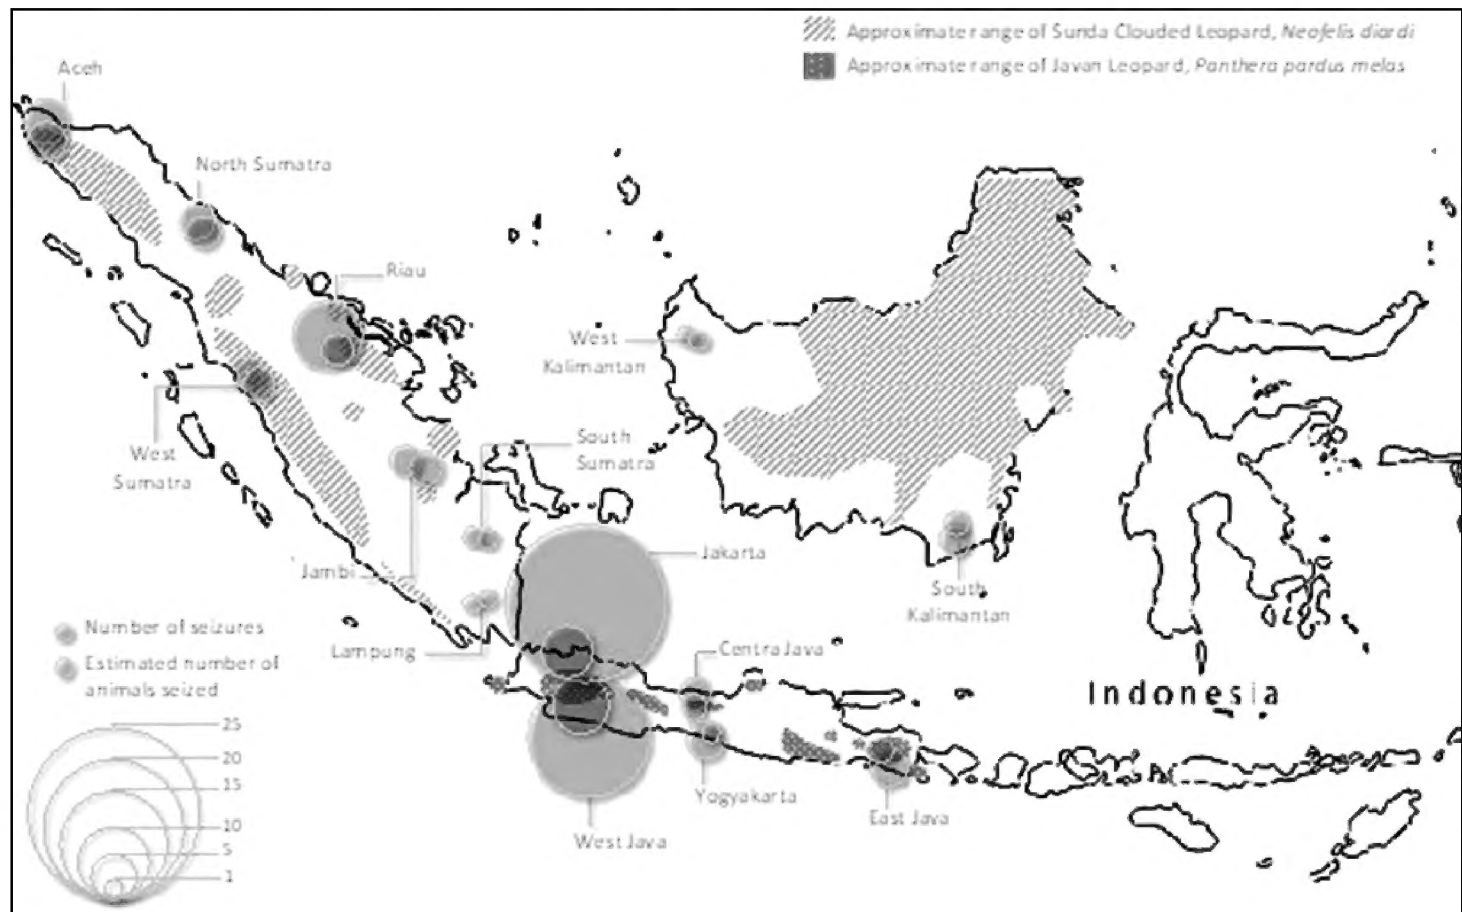 Approximate range of Sunda Clouded Leopard, Neofelis diardi
Approximate range of Javan Leopard, Panthera pardus melas
Aceh
North Sumatra
Riau
West
Kalimantan
West
Sumatra
South
Sumatra
Jakarta
Jambi
South
Kalimantan
Number of seizures
Estimated number of
animals seized
Lampung
Central Java
Indonesia
25
20
15
10
5
1
Yogyakarta
East Java
West Java